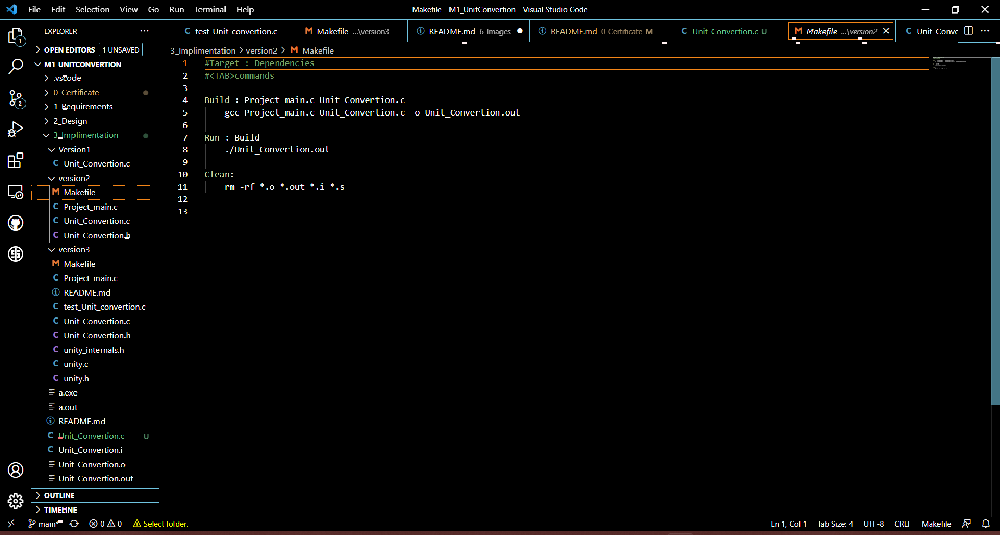 File Edit Selection View Go Run Terminal Help
Makefile - M1_UnitConvertion - Visual Studio Code
EXPLORER
test_Unit_convertion.c
Makefile ...\version3
README.md 6_Images
README.md 0_Certificate M
Unit_Convertion.c U
Makefile ...\version2
Unit_Conve
OPEN EDITORS 1 UNSAVED
3_Implimentation > version2 > Makefile
M1_UNITCONVERTION
.vscode
0_Certificate
1_Requirements
2_Design
3_Implimentation
Version1
Unit_Convertion.c
version2
Makefile
Project_main.c
Unit_Convertion.c
Unit_Convertion.h
version3
Makefile
Project_main.c
README.md
test_Unit_convertion.c
Unit_Convertion.c
Unit_Convertion.h
unity_internals.h
unity.c
unity.h
a.exe
a.out
README.md
Unit_Convertion.c U
Unit_Convertion.i
Unit_Convertion.o
Unit_Convertion.out
OUTLINE
TIMELINE
1 #Target : Dependencies
2 #<TAB>commands
3
4 Build : Project_main.c Unit_Convertion.c
5 gcc Project_main.c Unit_Convertion.c -o Unit_Convertion.out
6
7 Run : Build
8 ./Unit_Convertion.out
9
10 Clean:
11 rm -rf *.o *.out *.i *.s
12
13
1
2
main* 0 0 Select folder.
Ln 1, Col 1 Tab Size: 4 UTF-8 CRLF Makefile